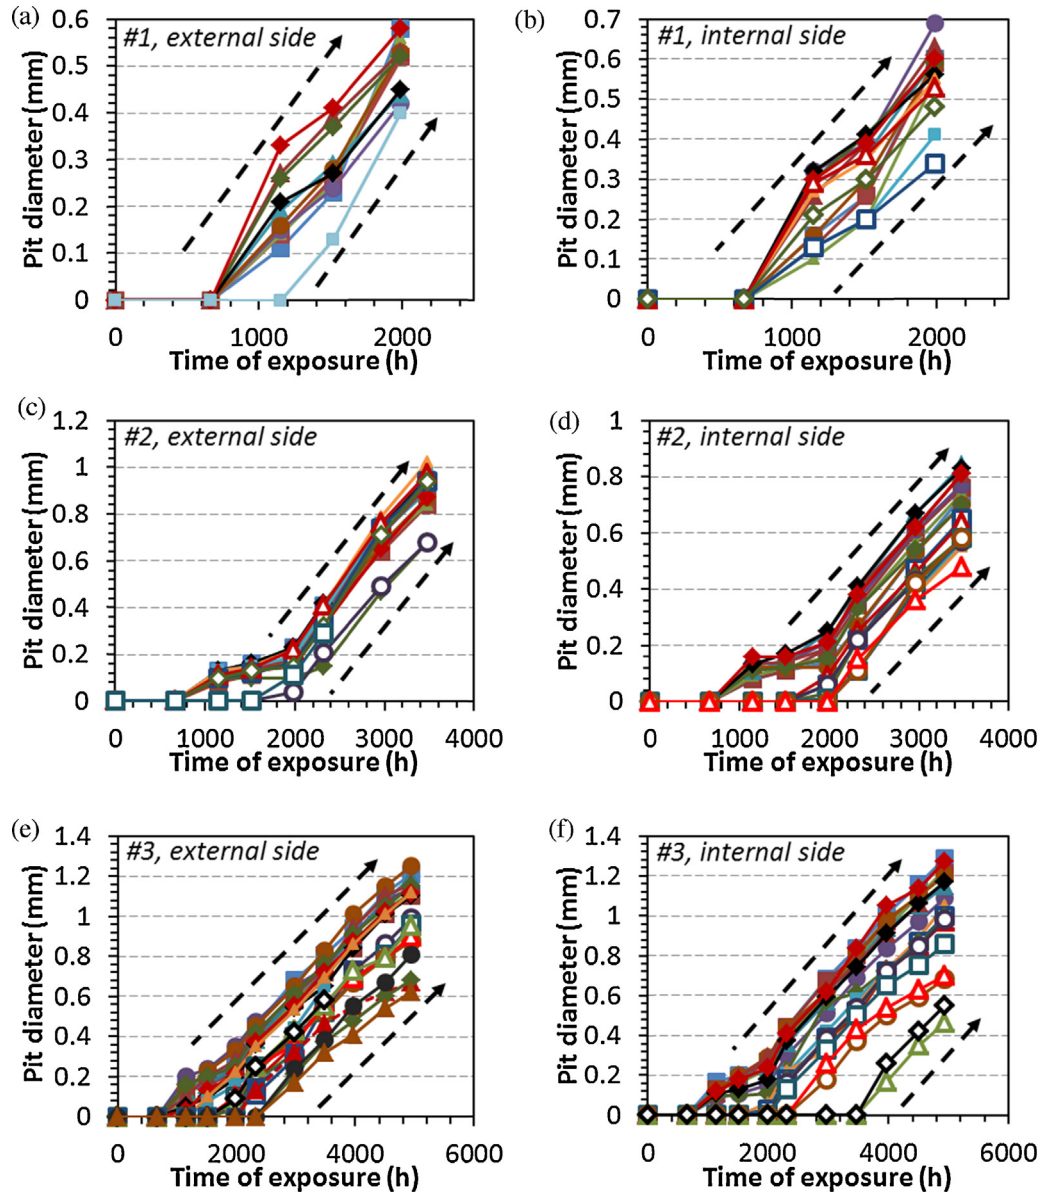 (a)
#1, external side
Pit diameter (mm)
0.6
0.5
0.4
0.3
0.2
0.1
0
0 1000 2000
Time of exposure (h)
(b)
#1, internal side
Pit diameter (mm)
0.7
0.6
0.5
0.4
0.3
0.2
0.1
0
0 1000 2000
Time of exposure (h)
(c)
#2, external side
Pit diameter (mm)
1.2
1
0.8
0.6
0.4
0.2
0
0 1000 2000 3000 4000
Time of exposure (h)
(d)
#2, internal side
Pit diameter (mm)
1
0.8
0.6
0.4
0.2
0
0 1000 2000 3000 4000
Time of exposure (h)
(e)
#3, external side
Pit diameter (mm)
1.4
1.2
1
0.8
0.6
0.4
0.2
0
0 2000 4000 6000
Time of exposure (h)
(f)
#3, internal side
Pit diameter (mm)
1.4
1.2
1
0.8
0.6
0.4
0.2
0
0 2000 4000 6000
Time of exposure (h)